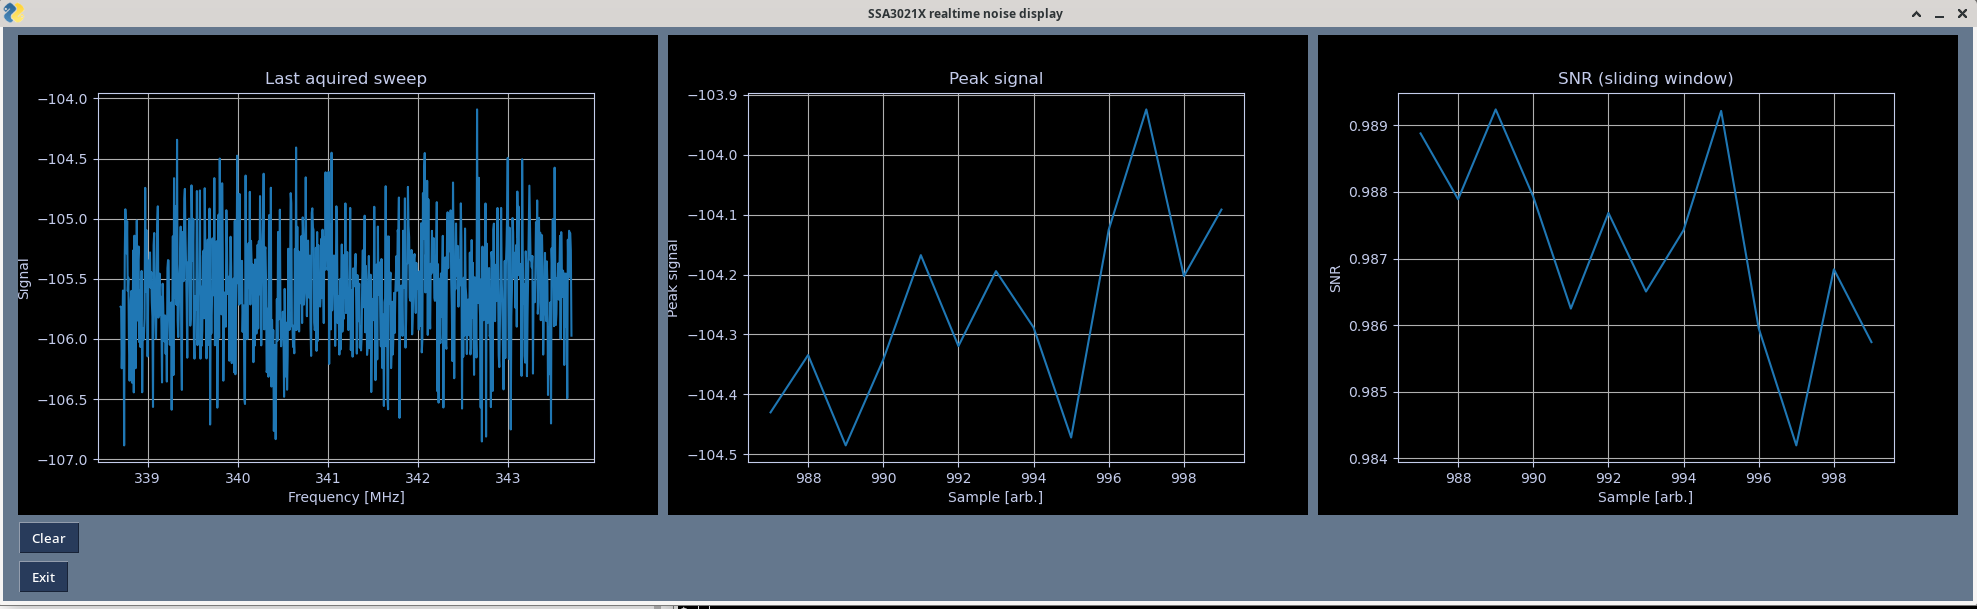 SSA3021X realtime noise display
Last aquired sweep
−104.0
−104.5
−105.0
−105.5
−106.0
−106.5
−107.0
Signal
339 340 341 342 343
Frequency [MHz]
Peak signal
−103.9
−104.0
−104.1
−104.2
−104.3
−104.4
−104.5
Peak signal
988 990 992 994 996 998
Sample [arb.]
SNR (sliding window)
0.989
0.988
0.987
0.986
0.985
0.984
SNR
988 990 992 994 996 998
Sample [arb.]
Clear
Exit